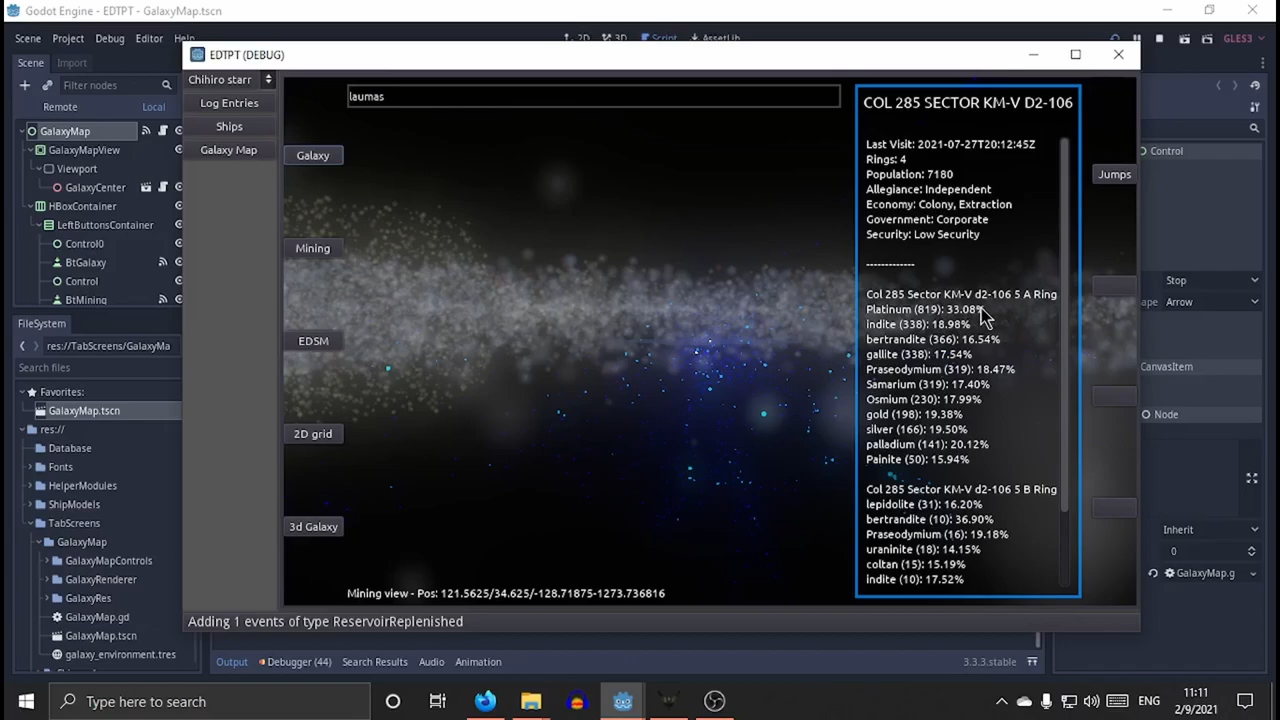 Godot Engine - EDTPT - GalaxyMap.tscn
Scene Project Debug Editor
2D 3D Script AssetLib
GLES3
Scene Import
EDTPT (DEBUG)
Filter nodes
Remote Local
GalaxyMap
GalaxyMapView
Viewport
GalaxyCenter
HBoxContainer
LeftButtonsContainer
Control0
BtGalaxy
Control
BtMining
FileSystem
res://TabScreens/GalaxyMa
Search files
Favorites:
GalaxyMap.tscn
res://
Database
Fonts
HelperModules
ShipModels
TabScreens
GalaxyMap
GalaxyMapControls
GalaxyRenderer
GalaxyRes
GalaxyMap.gd
GalaxyMap.tscn
galaxy_environment.tres
Chihiro starr
Log Entries
Ships
Galaxy Map
laumas
Galaxy
Mining
EDSM
2D grid
3d Galaxy
Mining view - Pos: 121.5625/34.625/-128.71875-1273.736816
COL 285 SECTOR KM-V D2-106
Last Visit: 2021-07-27T20:12:45Z
Rings: 4
Population: 7180
Allegiance: Independent
Economy: Colony, Extraction
Government: Corporate
Security: Low Security
-------------
Col 285 Sector KM-V d2-106 5 A Ring
Platinum (819): 33.08%
indite (338): 18.98%
bertrandite (366): 16.54%
gallite (338): 17.54%
Praseodymium (319): 18.47%
Samarium (319): 17.40%
Osmium (230): 17.99%
gold (198): 19.38%
silver (166): 19.50%
palladium (141): 20.12%
Painite (50): 15.94%
Col 285 Sector KM-V d2-106 5 B Ring
lepidolite (31): 16.20%
bertrandite (10): 36.90%
Praseodymium (16): 19.18%
uraninite (18): 14.15%
coltan (15): 15.19%
indite (10): 17.52%
Jumps
Control
Stop
ape Arrow
CanvasItem
Node
Inherit
0
GalaxyMap.g
Adding 1 events of type ReservoirReplenished
Output Debugger (44) Search Results Audio Animation
3.3.3.stable
Type here to search
ENG
11:11
2/9/2021